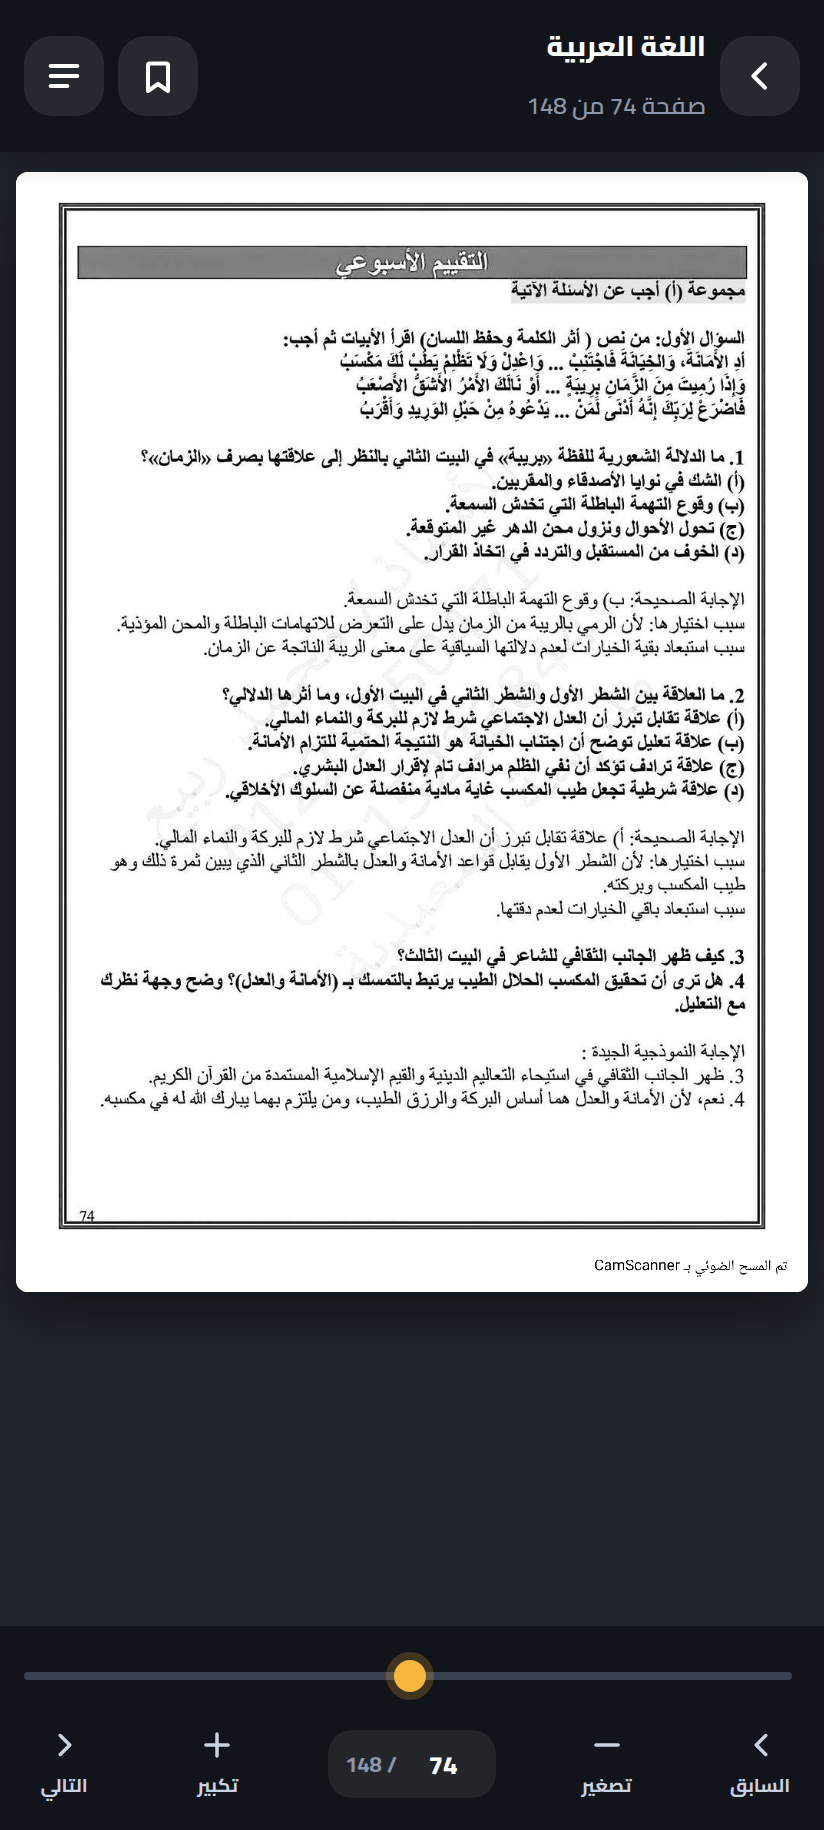 اللغة العربية
صفحة 74 من 148
التقييم الأسبوعي
مجموعة (أ) أجب عن الأسئلة الآتية
السؤال الأول: من نص ( أثر الكلمة وحفظ اللسان) اقرأ الأبيات ثم أجب:
أدِ الأَمَانَةَ، وَالخِيَانَةَ فَاجْتَنِبْ ... وَاعْدِلْ وَلَا تَظْلِمْ يَطِبْ لَكَ مَكْسَبُ
وَإِذَا رُمِيتَ مِنَ الزَّمَانِ بِرِيبَةٍ ... أَوْ نَالَكَ الأَمْرُ الأَشَقُّ الأَصْعَبُ
فَاضْرَعْ لِرَبِّكَ إِنَّهُ أَدْنَى لِمَنْ ... يَدْعُوهُ مِنْ حَبْلِ الوَرِيدِ وَأَقْرَبُ
1. ما الدلالة الشعورية للفظة «بريبة» في البيت الثاني بالنظر إلى علاقتها بصرف «الزمان»؟
(أ) الشك في نوايا الأصدقاء والمقربين.
(ب) وقوع التهمة الباطلة التي تخدش السمعة.
(ج) تحول الأحوال ونزول محن الدهر غير المتوقعة.
(د) الخوف من المستقبل والتردد في اتخاذ القرار.
الإجابة الصحيحة: ب) وقوع التهمة الباطلة التي تخدش السمعة.
سبب اختيارها: لأن الرمي بالريبة من الزمان يدل على التعرض للاتهامات الباطلة والمحن المؤذية.
سبب استبعاد بقية الخيارات لعدم دلالتها السياقية على معنى الريبة الناتجة عن الزمان.
2. ما العلاقة بين الشطر الأول والشطر الثاني في البيت الأول، وما أثرها الدلالي؟
(أ) علاقة تقابل تبرز أن العدل الاجتماعي شرط لازم للبركة والنماء المالي.
(ب) علاقة تعليل توضح أن اجتناب الخيانة هو النتيجة الحتمية للتزام الأمانة.
(ج) علاقة ترادف تؤكد أن نفي الظلم مرادف تام لإقرار العدل البشري.
(د) علاقة شرطية تجعل طيب المكسب غاية مادية منفصلة عن السلوك الأخلاقي.
الإجابة الصحيحة: أ) علاقة تقابل تبرز أن العدل الاجتماعي شرط لازم للبركة والنماء المالي.
سبب اختيارها: لأن الشطر الأول يقابل قواعد الأمانة والعدل بالشطر الثاني الذي يبين ثمرة ذلك وهو
طيب المكسب وبركته.
سبب استبعاد باقي الخيارات لعدم دقتها.
3. كيف ظهر الجانب الثقافي للشاعر في البيت الثالث؟
4. هل ترى أن تحقيق المكسب الحلال الطيب يرتبط بالتمسك بـ (الأمانة والعدل)؟ وضح وجهة نظرك
مع التعليل.
الإجابة النموذجية الجيدة :
3. ظهر الجانب الثقافي في استيحاء التعاليم الدينية والقيم الإسلامية المستمدة من القرآن الكريم.
4. نعم، لأن الأمانة والعدل هما أساس البركة والرزق الطيب، ومن يلتزم بهما يبارك الله له في مكسبه.
74
تم المسح الضوئي بـ CamScanner
74 / 148
السابق
تصغير
تكبير
التالي